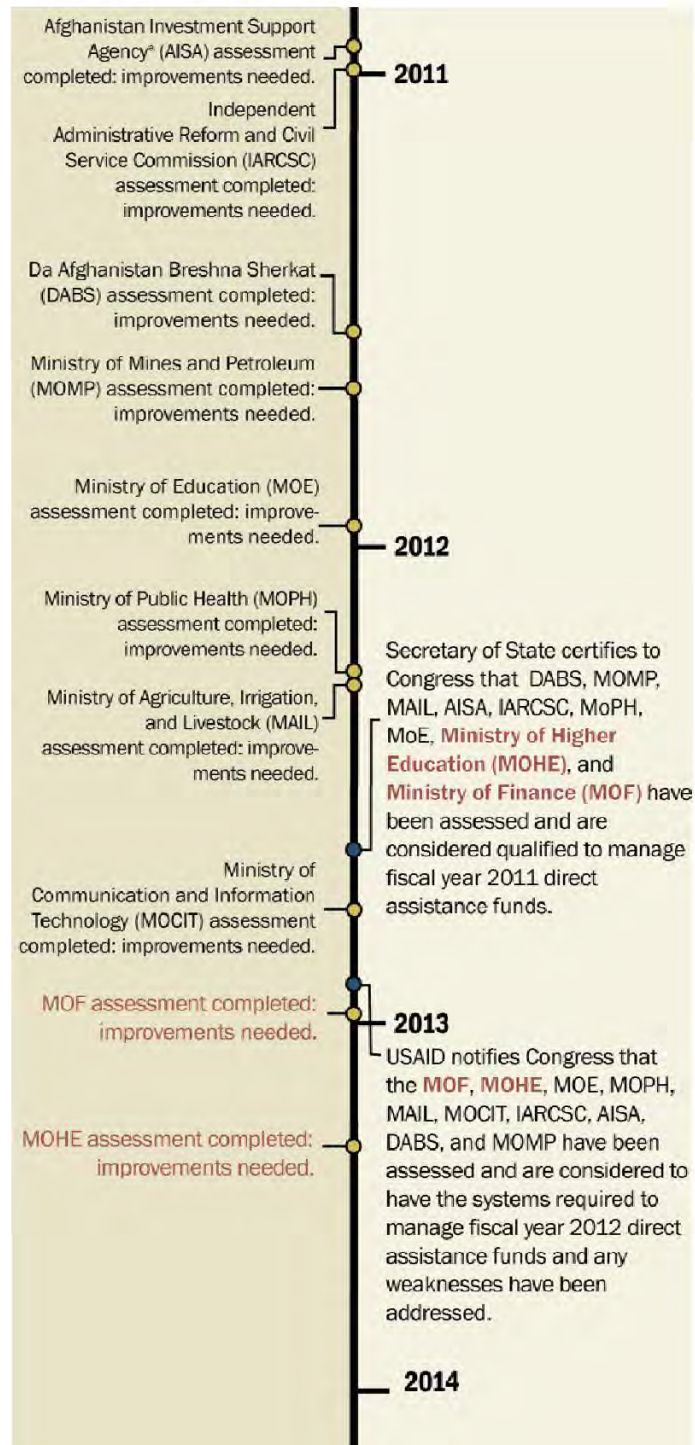 Afghanistan Investment Support
Agencyª (AISA) assessment
completed: improvements needed.
2011
Independent
Administrative Reform and Civil
Service Commission (IARCSC)
assessment completed:
improvements needed.
Da Afghanistan Breshna Sherkat
(DABS) assessment completed:
improvements needed.
Ministry of Mines and Petroleum
(MOMP) assessment completed:
improvements needed.
Ministry of Education (MOE)
assessment completed: improve-
ments needed.
2012
Ministry of Public Health (MOPH)
assessment completed:
improvements needed.
Ministry of Agriculture, Irrigation,
and Livestock (MAIL)
assessment completed: improve-
ments needed.
Secretary of State certifies to
Congress that DABS, MOMP,
MAIL, AISA, IARCSC, MoPH,
MoE, Ministry of Higher
Education (MOHE), and
Ministry of Finance (MOF) have
been assessed and are
considered qualified to manage
fiscal year 2011 direct
assistance funds.
Ministry of
Communication and Information
Technology (MOCIT) assessment
completed: improvements needed.
MOF assessment completed:
improvements needed.
2013
USAID notifies Congress that
the MOF, MOHE, MOE, MOPH,
MAIL, MOCIT, IARCSC, AISA,
DABS, and MOMP have been
assessed and are considered to
have the systems required to
manage fiscal year 2012 direct
assistance funds and any
weaknesses have been
addressed.
MOHE assessment completed:
improvements needed.
2014